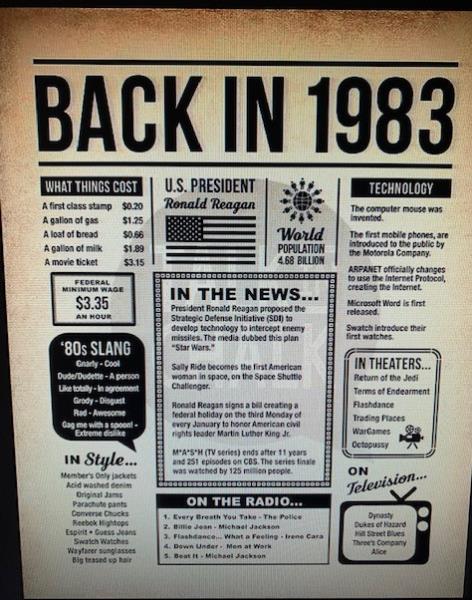 BACK IN 1983
WHAT THINGS COST
A first class stamp $0.20
A gallon of gas $1.25
A loaf of bread $0.66
A gallon of milk $1.89
A movie ticket $3.15
FEDERAL
MINIMUM WAGE
$3.35
AN HOUR
'80s SLANG
Gnarly - Cool
Dude/Dudette - A person
Like totally - In agreement
Grody - Disgust
Rad - Awesome
Gag me with a spoon! -
Extreme dislike
IN Style...
Member's Only jackets
Acid washed denim
Original Jams
Parachute pants
Converse Chucks
Reebok Hightops
Espirit • Guess Jeans
Swatch Watches
Wayfarer sunglasses
Big teased up hair
U.S. PRESIDENT
Ronald Reagan
World
POPULATION
4.68 BILLION
IN THE NEWS...
President Ronald Reagan proposed the
Strategic Defense Initiative (SDI) to
develop technology to intercept enemy
missiles. The media dubbed this plan
"Star Wars."
Sally Ride becomes the first American
woman in space, on the Space Shuttle
Challenger.
Ronald Reagan signs a bill creating a
federal holiday on the third Monday of
every January to honor American civil
rights leader Martin Luther King Jr.
M*A*S*H (TV series) ends after 11 years
and 251 episodes on CBS. The series finale
was watched by 125 million people.
ON THE RADIO...
1. Every Breath You Take - The Police
2. Billie Jean - Michael Jackson
3. Flashdance... What a Feeling - Irene Cara
4. Down Under - Men at Work
5. Beat It - Michael Jackson
TECHNOLOGY
The computer mouse was
invented.
The first mobile phones, are
introduced to the public by
the Motorola Company.
ARPANET officially changes
to use the Internet Protocol,
creating the Internet.
Microsoft Word is first
released.
Swatch introduce their
first watches.
IN THEATERS...
Return of the Jedi
Terms of Endearment
Flashdance
Trading Places
WarGames
Octopussy
ON
Television...
Dynasty
Dukes of Hazard
Hill Street Blues
Three's Company
Alice